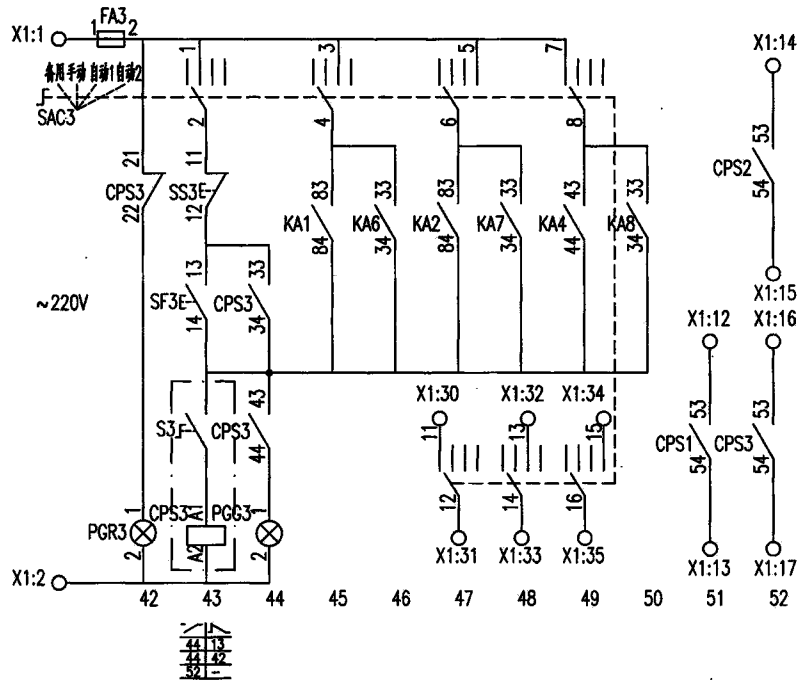 FA3
X1:1 1 2 1 3 5 7 X1:14
备用 手动 自动1 自动2
SAC3 2 4 6 8
21 11 83 33 83 33 43 33 53
CPS3 SS3E KA1 KA6 KA2 KA7 KA4 KA8 CPS2
22 12 84 34 84 34 44 34 54
13 33
SF3E CPS3
14 34
~220V
X1:15
X1:12 X1:16
X1:30 X1:32 X1:34
43 11 13 15 53 53
S3 CPS3 CPS1 CPS3
44 54 54
12 14 16
1 CPS3 A1 PGG3 1
PGR3
2 A2 2
X1:31 X1:33 X1:35 X1:13 X1:17
X1:2
42 43 44 45 46 47 48 49 50 51 52
44 13
44 42
52 -